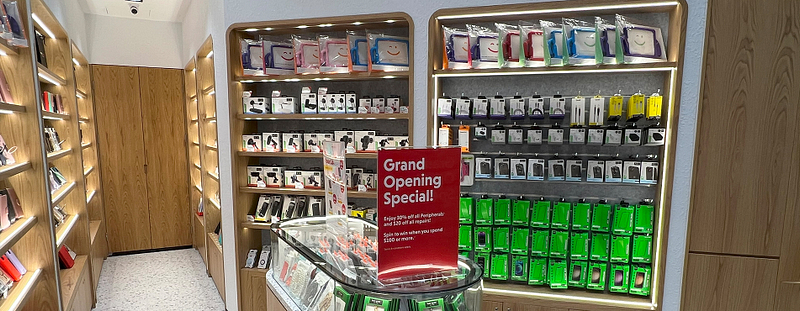 Grand
Opening
Special!
Enjoy 20% off all Peripherals*
and $20 off all repairs!
Spin to win when you spend
$100 or more.*